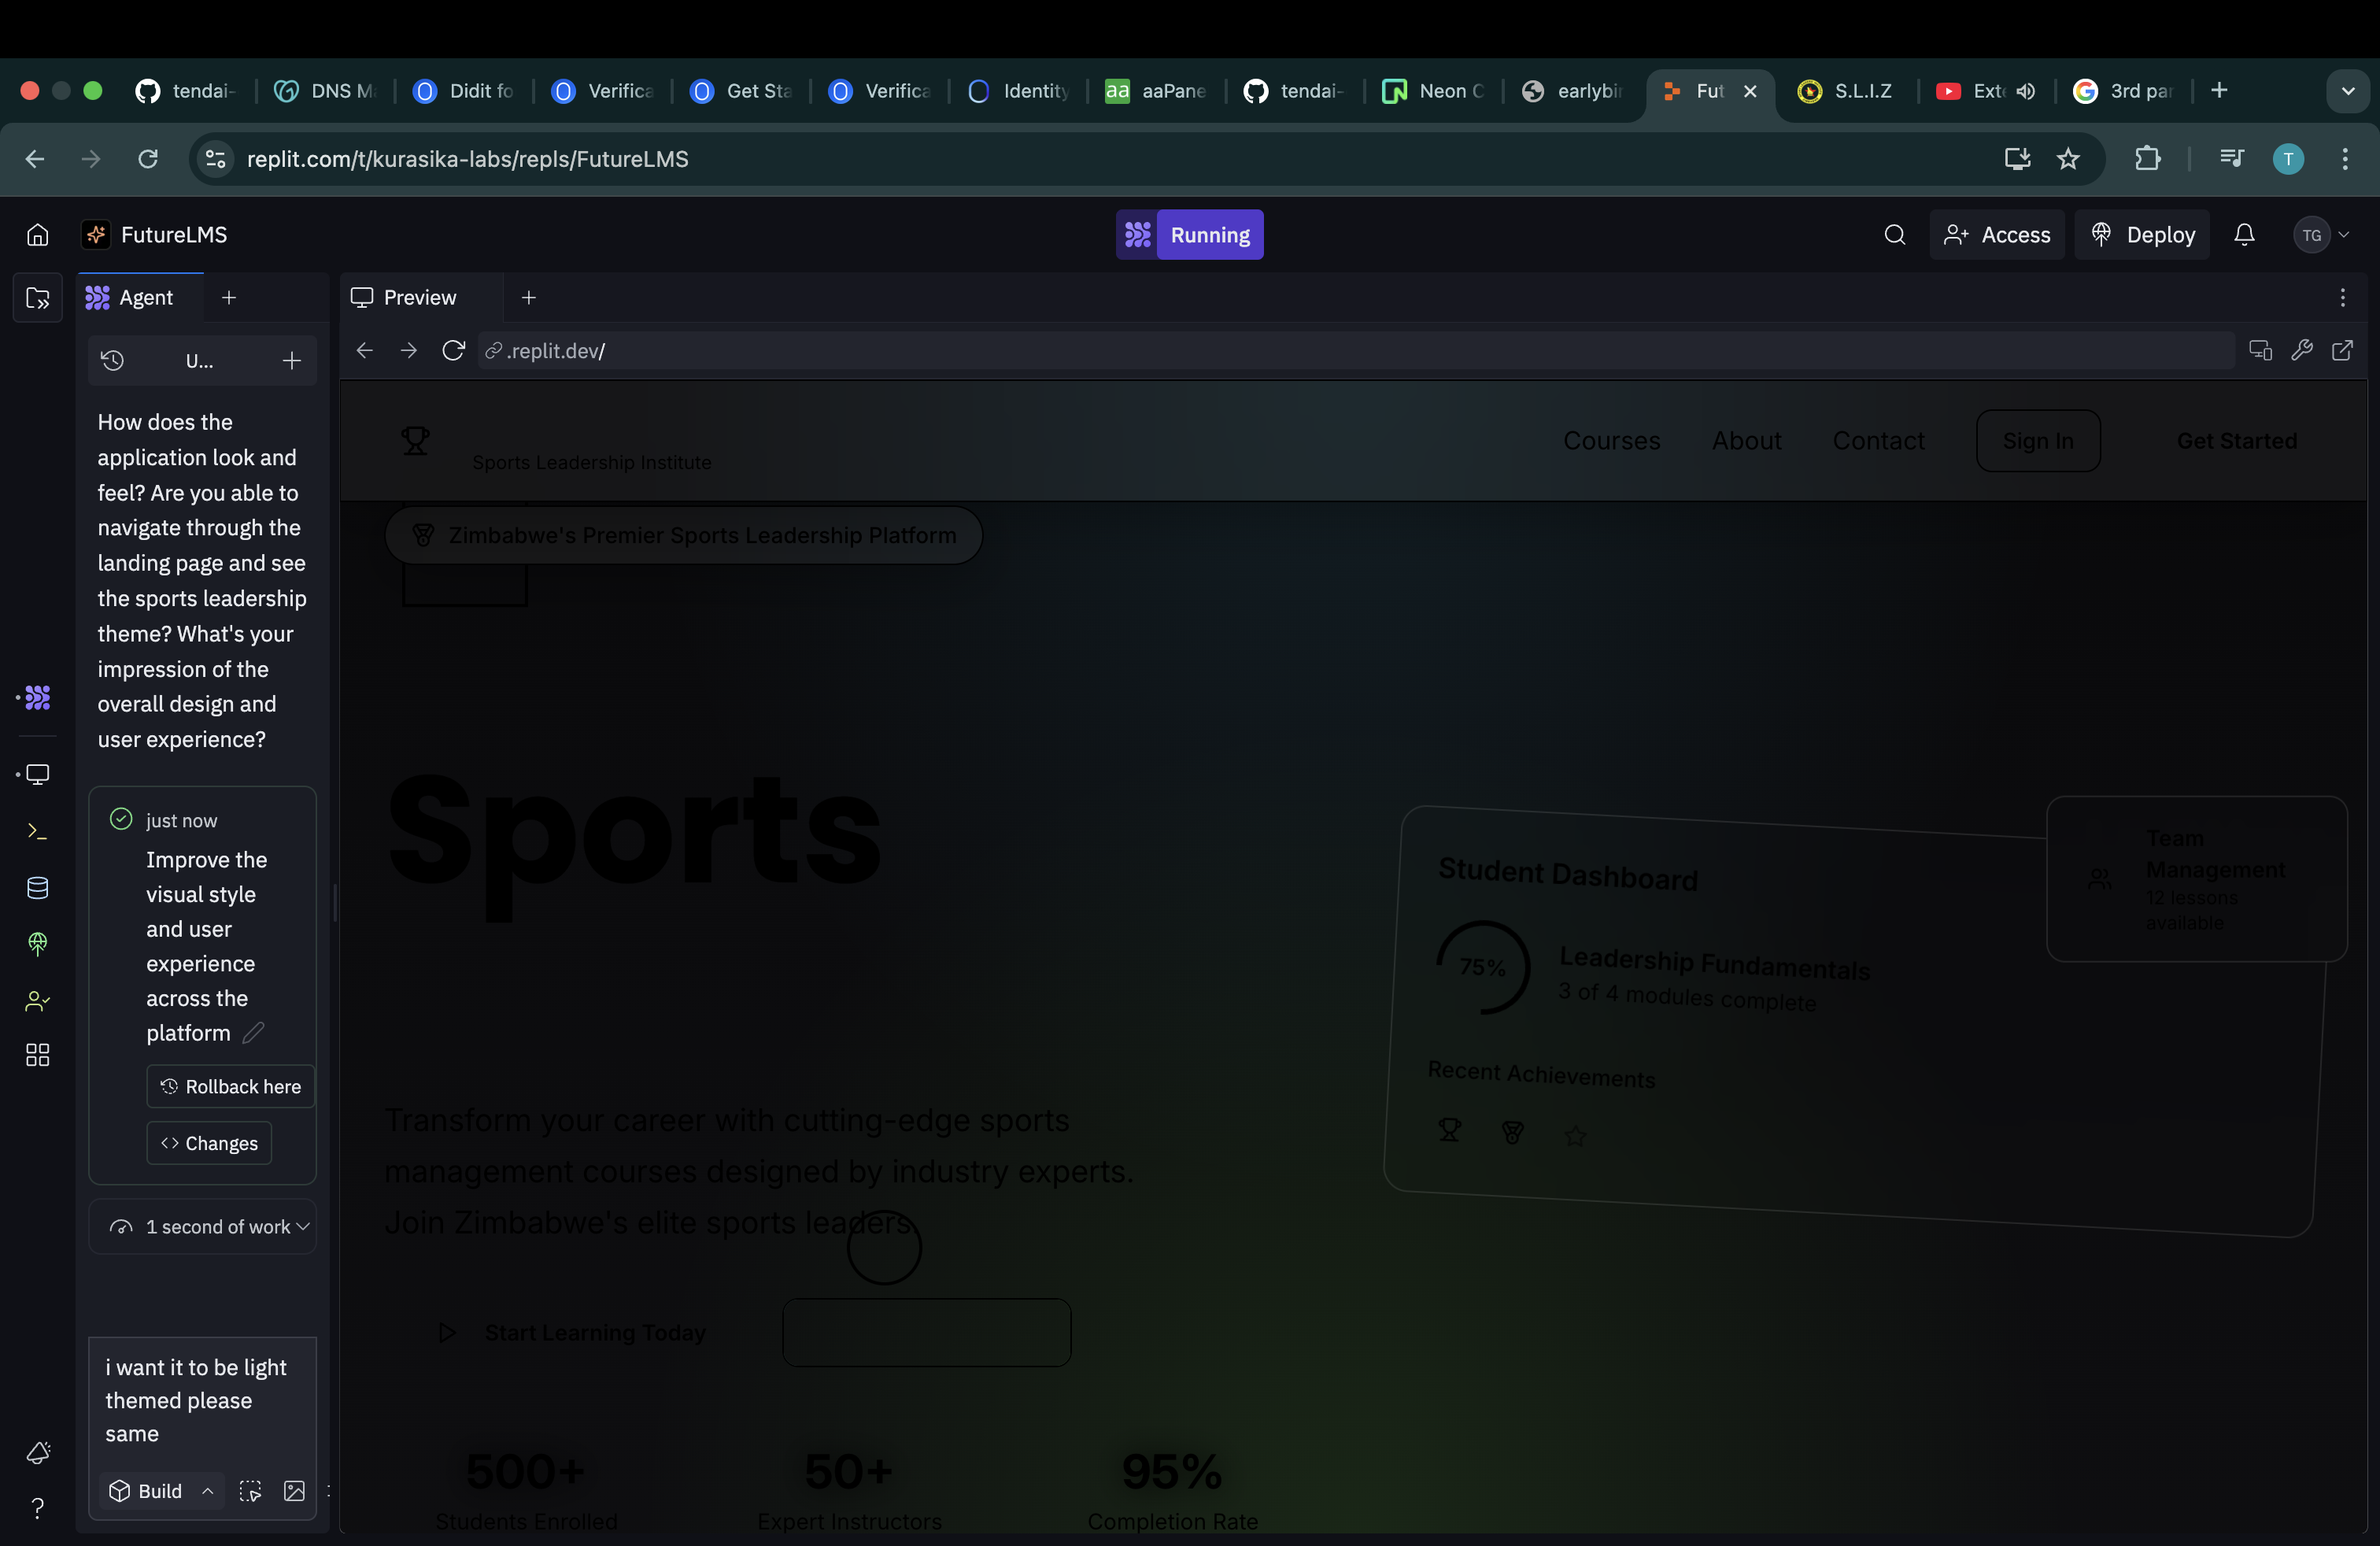 tendai-
DNS M
Didit fo
Verifica
Get Sta
Verifica
Identity
aa
aaPane
tendai-
Neon C
earlybir
Fut
S.L.I.Z
Exte
3rd par
replit.com/t/kurasika-labs/repls/FutureLMS
T
FutureLMS
Running
Access
Deploy
TG
Agent
Preview
U...
.replit.dev/
How does the
application look and
feel? Are you able to
navigate through the
landing page and see
the sports leadership
theme? What's your
impression of the
overall design and
user experience?
just now
Improve the
visual style
and user
experience
across the
platform
Rollback here
Changes
1 second of work
i want it to be light
themed please
same
Build
Sports Leadership Institute
Courses
About
Contact
Sign In
Get Started
Zimbabwe's Premier Sports Leadership Platform
Sports
Transform your career with cutting-edge sports
management courses designed by industry experts.
Join Zimbabwe's elite sports leaders.
Start Learning Today
500+
Students Enrolled
50+
Expert Instructors
95%
Completion Rate
Student Dashboard
75%
Leadership Fundamentals
3 of 4 modules complete
Recent Achievements
Team
Management
12 lessons
available